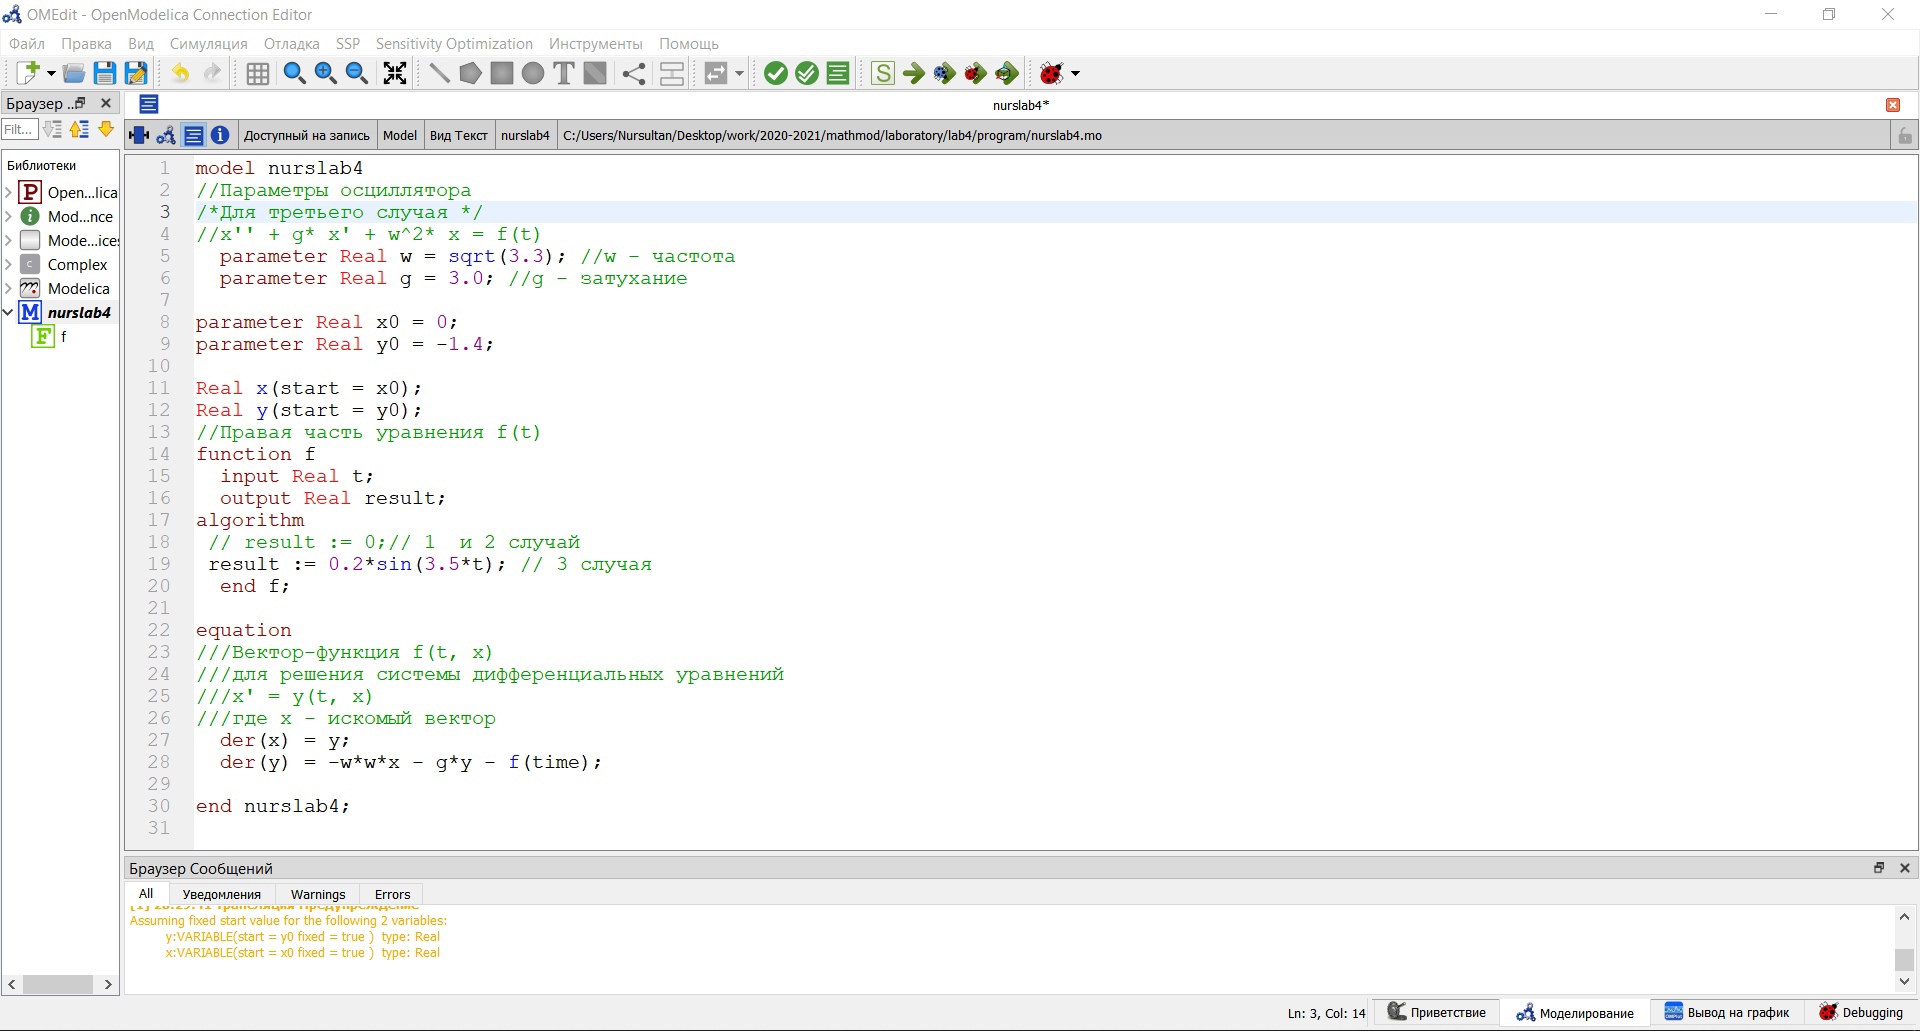 OMEdit - OpenModelica Connection Editor
Файл Правка Вид Симуляция Отладка SSP Sensitivity Optimization Инструменты Помощь
Браузер ..
nurslab4*
Filt...
Доступный на запись Model Вид Текст nurslab4 C:/Users/Nursultan/Desktop/work/2020-2021/mathmod/laboratory/lab4/program/nurslab4.mo
Библиотеки
P Open...lica
i Mod...nce
Mode...ices
C Complex
Modelica
M nurslab4
F f
1 model nurslab4
2 //Параметры осциллятора
3 /*Для третьего случая */
4 //x'' + g* x' + w^2* x = f(t)
5 parameter Real w = sqrt(3.3); //w - частота
6 parameter Real g = 3.0; //g - затухание
7
8 parameter Real x0 = 0;
9 parameter Real y0 = -1.4;
10
11 Real x(start = x0);
12 Real y(start = y0);
13 //Правая часть уравнения f(t)
14 function f
15 input Real t;
16 output Real result;
17 algorithm
18 // result := 0;// 1  и 2 случай
19 result := 0.2*sin(3.5*t); // 3 случая
20 end f;
21
22 equation
23 ///Вектор-функция f(t, x)
24 ///для решения системы дифференциальных уравнений
25 ///x' = y(t, x)
26 ///где x - искомый вектор
27 der(x) = y;
28 der(y) = -w*w*x - g*y - f(time);
29
30 end nurslab4;
31
Браузер Сообщений
All Уведомления Warnings Errors
Assuming fixed start value for the following 2 variables:
y:VARIABLE(start = y0 fixed = true ) type: Real
x:VARIABLE(start = x0 fixed = true ) type: Real
Ln: 3, Col: 14 Приветствие Моделирование Вывод на график Debugging